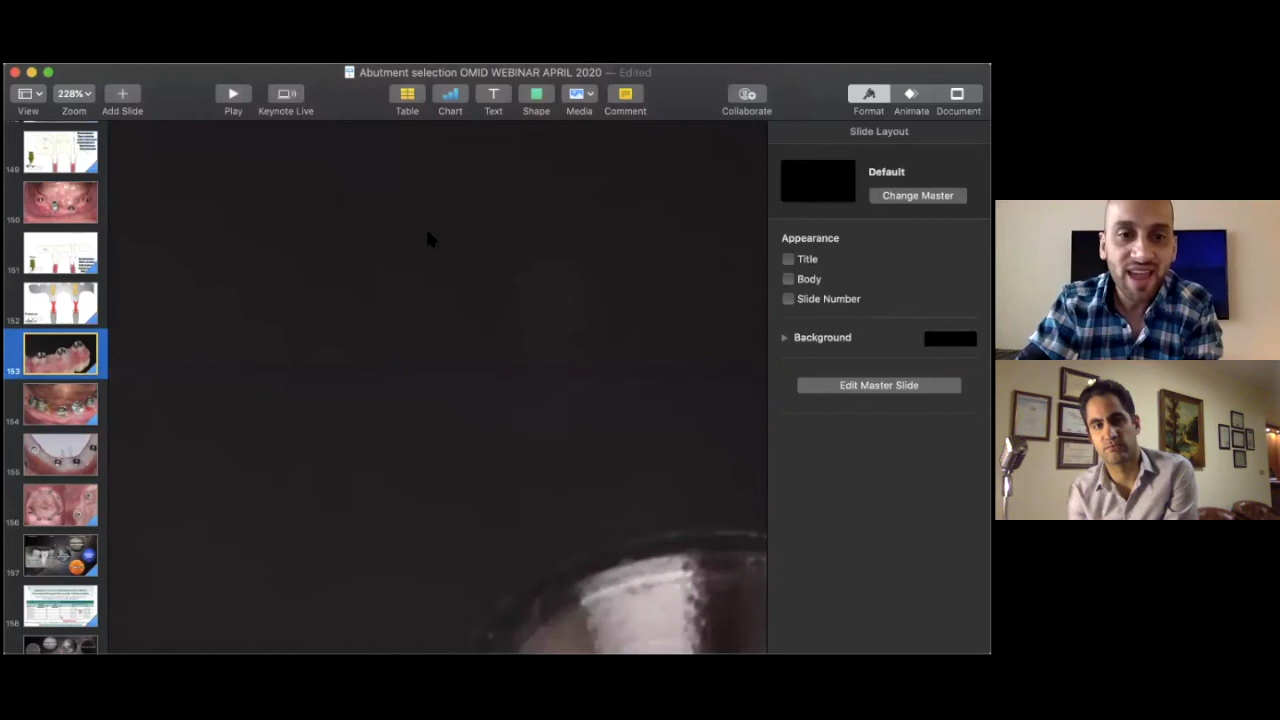 Abutment selection OMID WEBINAR APRIL 2020 — Edited
228%
View
Zoom
Add Slide
Play
Keynote Live
Table
Chart
Text
Shape
Media
Comment
Collaborate
Format
Animate
Document
149
150
151
152
153
154
155
156
157
158
Slide Layout
Default
Change Master
Appearance
Title
Body
Slide Number
Background
Edit Master Slide